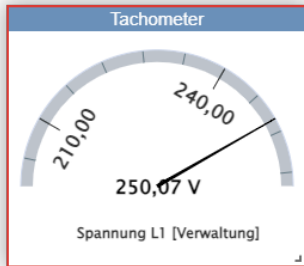 Tachometer
210,00
240,00
250,07 V
Spannung L1 [Verwaltung]